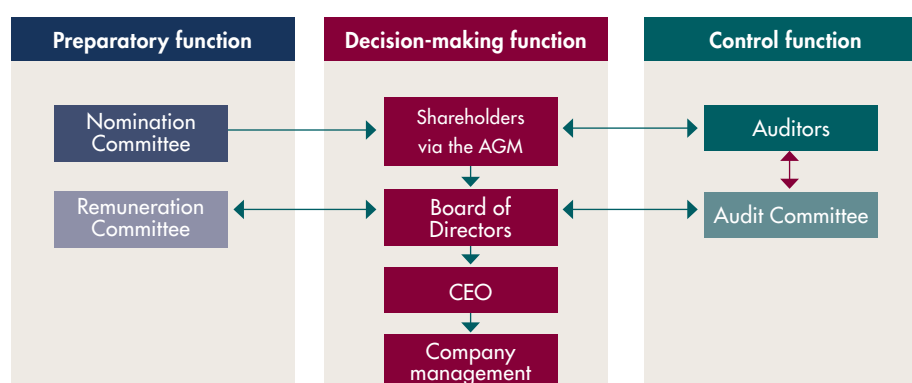 Preparatory function
Decision-making function
Control function
Nomination
Committee
Shareholders
via the AGM
Auditors
Remuneration
Committee
Board of
Directors
Audit Committee
CEO
Company
management